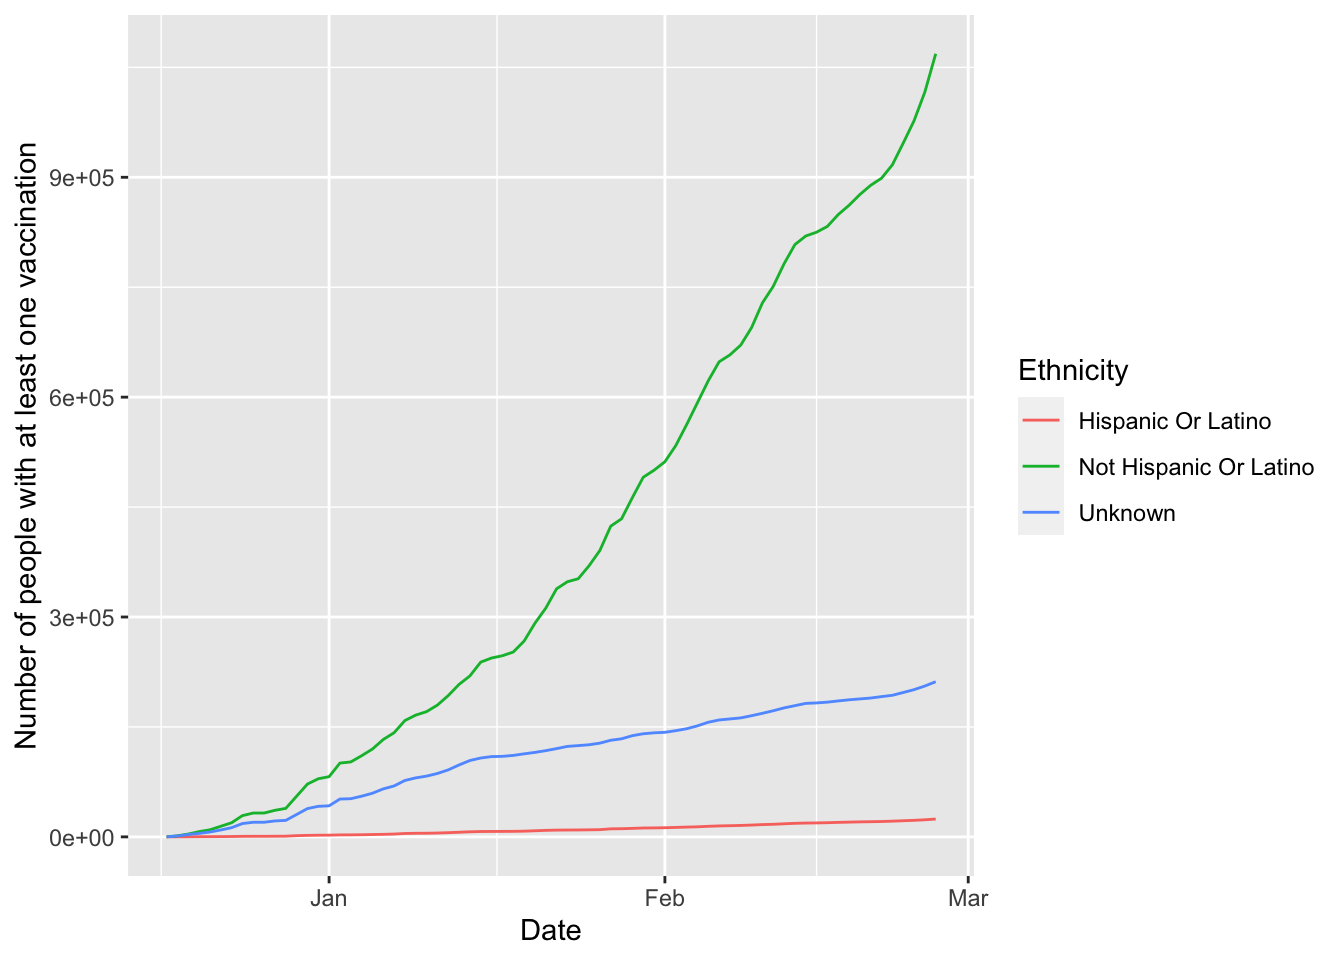 Number of people with at least one vaccination
9e+05
6e+05
3e+05
0e+00
Jan
Feb
Mar
Date
Ethnicity
Hispanic Or Latino
Not Hispanic Or Latino
Unknown